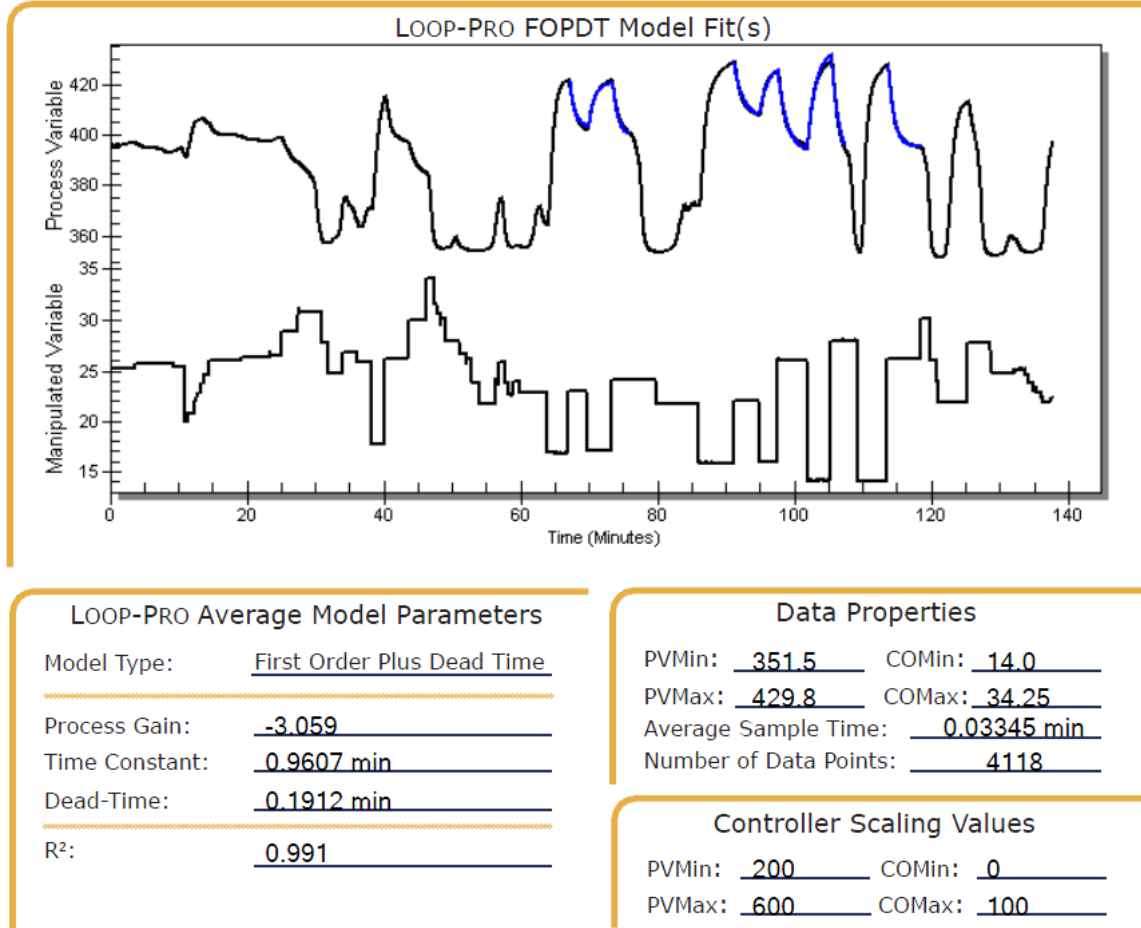 LOOP-PRO FOPDT Model Fit(s)
Process Variable
420
400
380
360
Manipulated Variable
35
30
25
20
15
0 20 40 60 80 100 120 140
Time (Minutes)
LOOP-PRO Average Model Parameters
Model Type: First Order Plus Dead Time
Process Gain: -3.059
Time Constant: 0.9607 min
Dead-Time: 0.1912 min
R²: 0.991
Data Properties
PVMin: 351.5 COMin: 14.0
PVMax: 429.8 COMax: 34.25
Average Sample Time: 0.03345 min
Number of Data Points: 4118
Controller Scaling Values
PVMin: 200 COMin: 0
PVMax: 600 COMax: 100